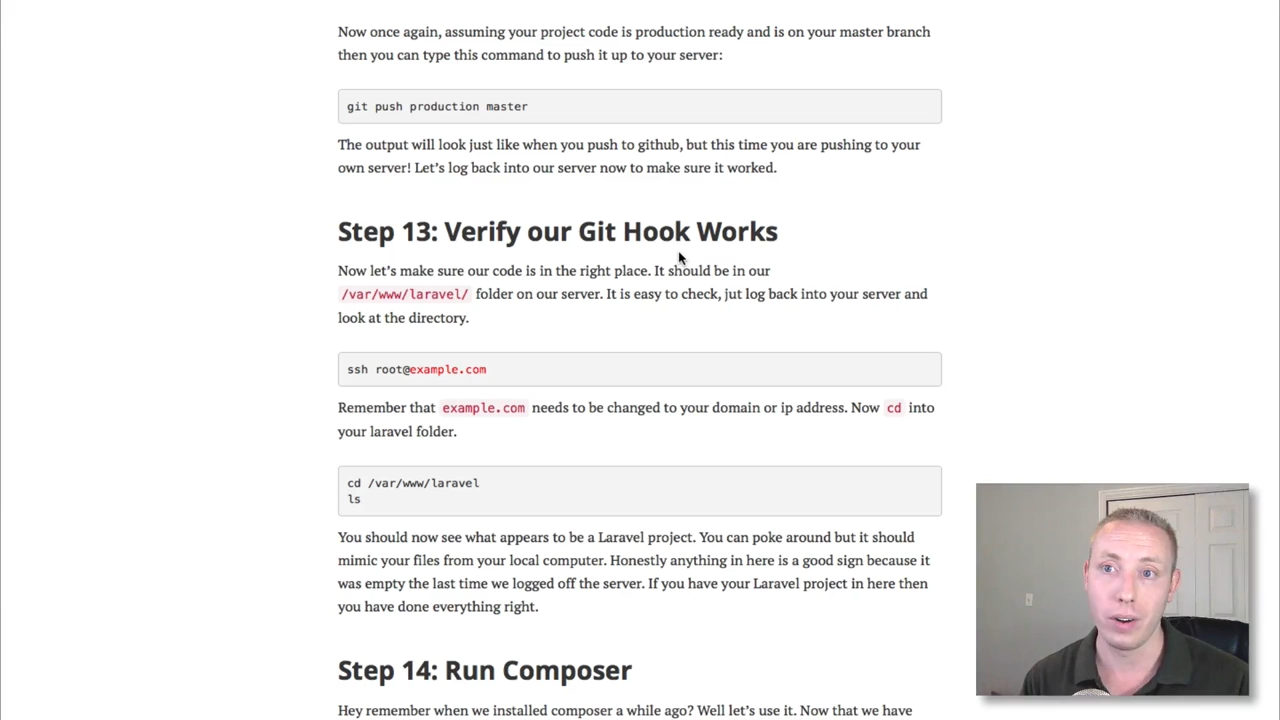 Now once again, assuming your project code is production ready and is on your master branch
then you can type this command to push it up to your server:
git push production master
The output will look just like when you push to github, but this time you are pushing to your
own server! Let's log back into our server now to make sure it worked.
Step 13: Verify our Git Hook Works
Now let's make sure our code is in the right place. It should be in our
/var/www/laravel/ folder on our server. It is easy to check, jut log back into your server and
look at the directory.
ssh root@example.com
Remember that example.com needs to be changed to your domain or ip address. Now cd into
your laravel folder.
cd /var/www/laravel
ls
You should now see what appears to be a Laravel project. You can poke around but it should
mimic your files from your local computer. Honestly anything in here is a good sign because it
was empty the last time we logged off the server. If you have your Laravel project in here then
you have done everything right.
Step 14: Run Composer
Hey remember when we installed composer a while ago? Well let's use it. Now that we have